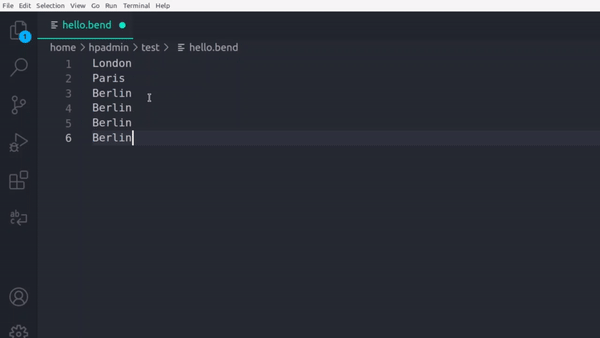 File Edit Selection View Go Run Terminal Help
hello.bend
home > hpadmin > test > hello.bend
1 London
2 Paris
3 Berlin
4 Berlin
5 Berlin
6 Berlin
1
ab
c